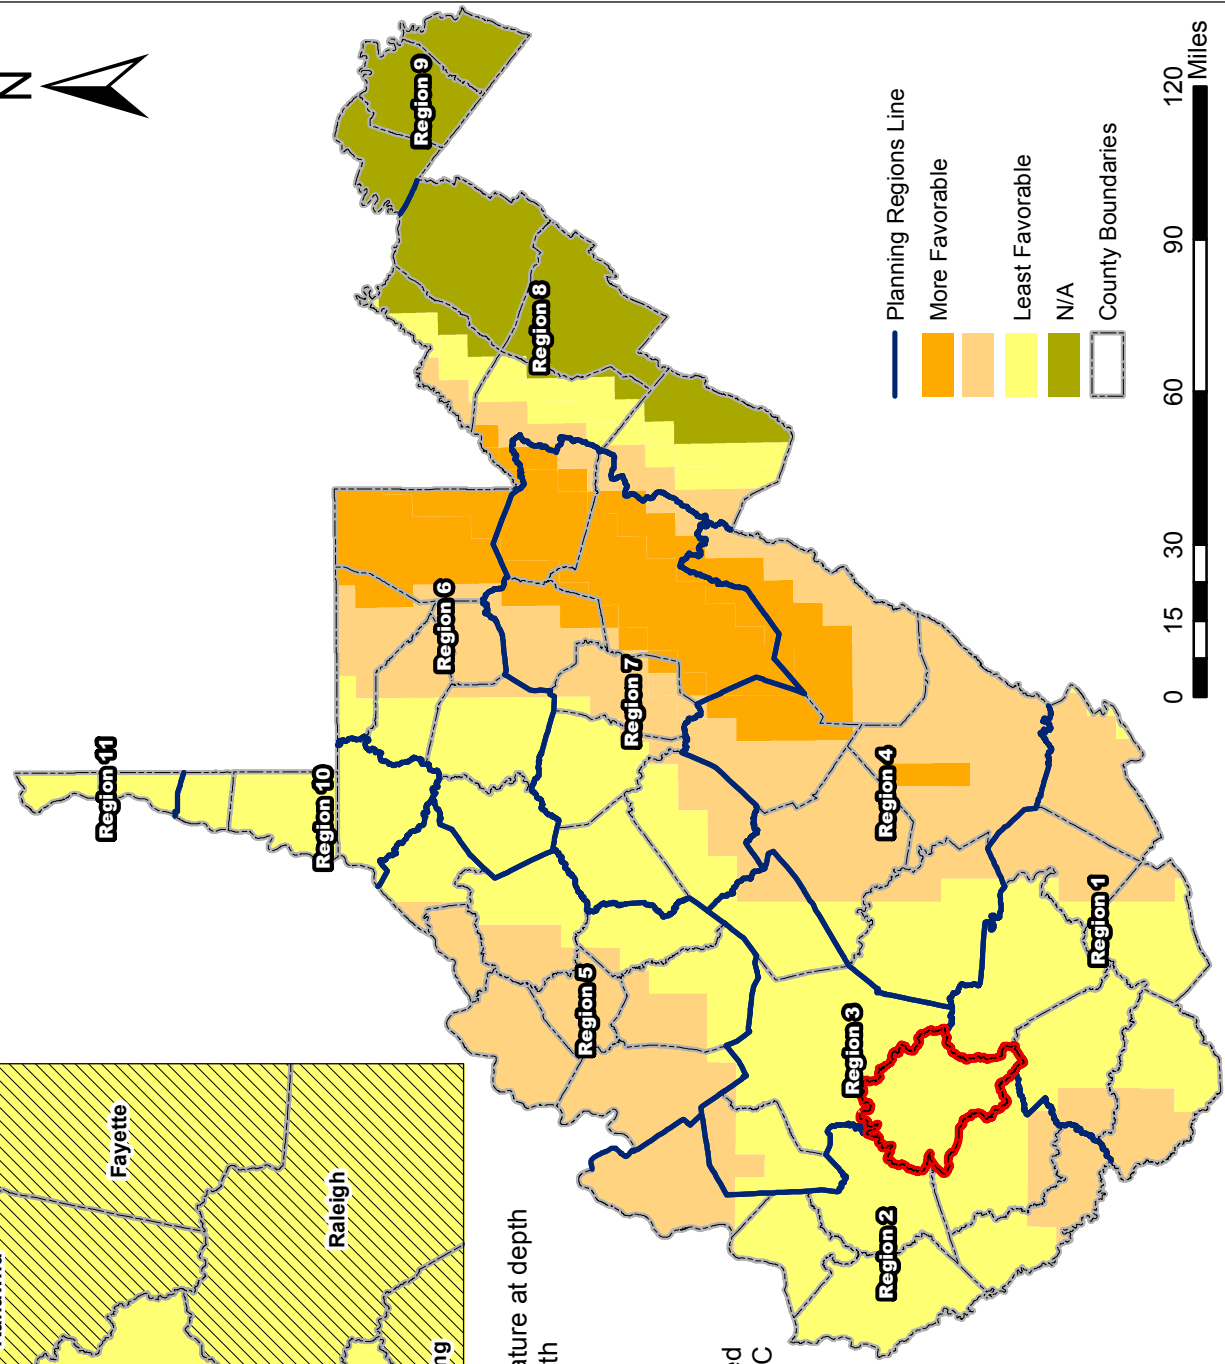 N
Region 11
Region 10
Region 9
Region 8
Region 6
Region 7
Region 5
Region 4
Region 3
Region 2
Region 1
Fayette
Raleigh
ng
ature at depth
th
ed
C
Planning Regions Line
More Favorable
Least Favorable
N/A
County Boundaries
0 15 30 60 90 120
Miles